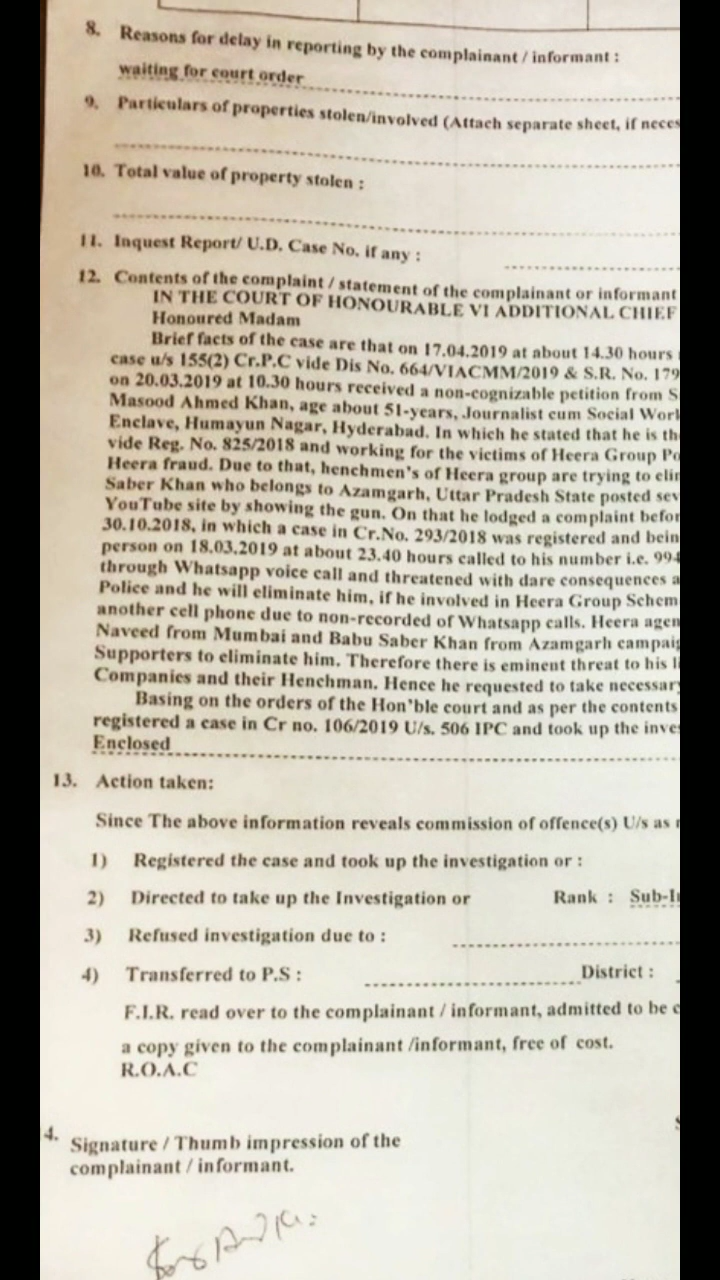 8. Reasons for delay in reporting by the complainant / informant :
waiting for court order
9. Particulars of properties stolen/involved (Attach separate sheet, if neces
10. Total value of property stolen :
11. Inquest Report/ U.D. Case No. if any :
12. Contents of the complaint / statement of the complainant or informant
IN THE COURT OF HONOURABLE VI ADDITIONAL CHIEF
Honoured Madam
Brief facts of the case are that on 17.04.2019 at about 14.30 hours
case u/s 155(2) Cr.P.C vide Dis No. 664/VIACMM/2019 & S.R. No. 179
on 20.03.2019 at 10.30 hours received a non-cognizable petition from S
Masood Ahmed Khan, age about 51-years, Journalist cum Social Work
Enclave, Humayun Nagar, Hyderabad. In which he stated that he is th
vide Reg. No. 825/2018 and working for the victims of Heera Group Po
Heera fraud. Due to that, henchmen's of Heera group are trying to elim
Saber Khan who belongs to Azamgarh, Uttar Pradesh State posted sev
YouTube site by showing the gun. On that he lodged a complaint befor
30.10.2018, in which a case in Cr.No. 293/2018 was registered and bein
person on 18.03.2019 at about 23.40 hours called to his number i.e. 994
through Whatsapp voice call and threatened with dare consequences a
Police and he will eliminate him, if he involved in Heera Group Schem
another cell phone due to non-recorded of Whatsapp calls. Heera agen
Naveed from Mumbai and Babu Saber Khan from Azamgarh campaig
Supporters to eliminate him. Therefore there is eminent threat to his li
Companies and their Henchman. Hence he requested to take necessary
Basing on the orders of the Hon'ble court and as per the contents
registered a case in Cr no. 106/2019 U/s. 506 IPC and took up the inves
Enclosed
13. Action taken:
Since The above information reveals commission of offence(s) U/s as
1) Registered the case and took up the investigation or :
2) Directed to take up the Investigation or Rank : Sub-In
3) Refused investigation due to :
4) Transferred to P.S : District :
F.I.R. read over to the complainant / informant, admitted to be c
a copy given to the complainant /informant, free of cost.
R.O.A.C
4. Signature / Thumb impression of the
complainant / informant.